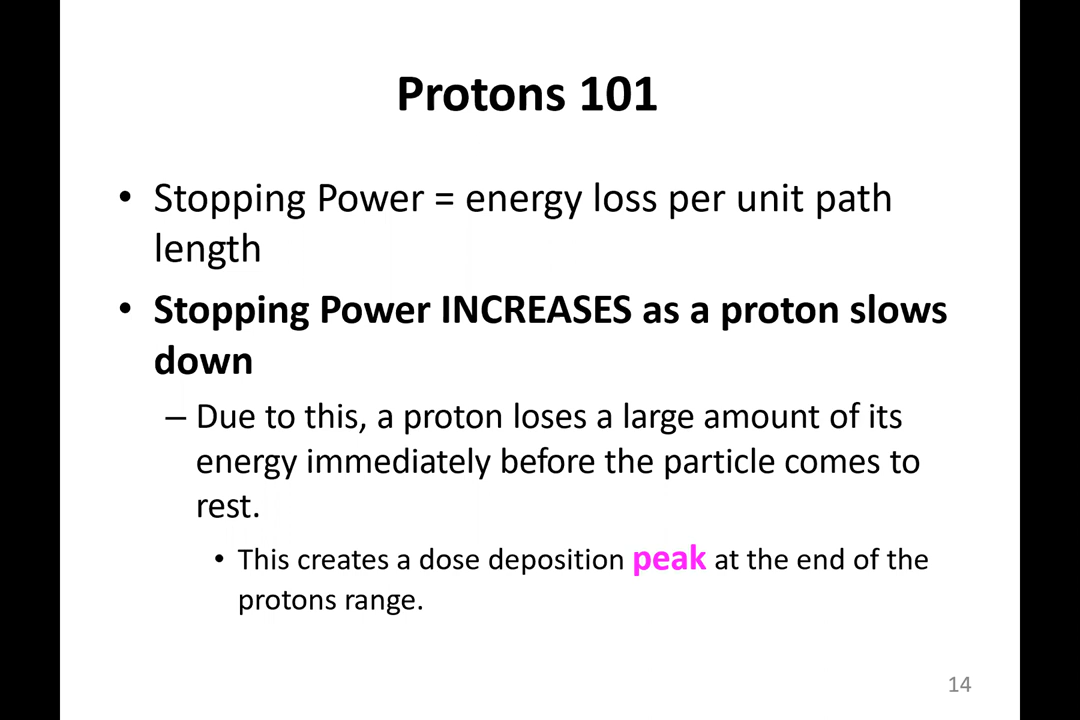 Protons 101
• Stopping Power = energy loss per unit path
length
• Stopping Power INCREASES as a proton slows
down
– Due to this, a proton loses a large amount of its
energy immediately before the particle comes to
rest.
• This creates a dose deposition peak at the end of the
protons range.
14